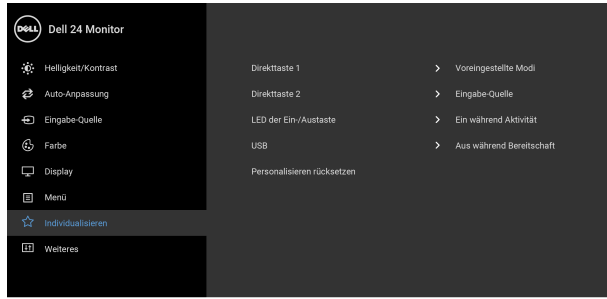 DELL Dell 24 Monitor
Helligkeit/Kontrast
Auto-Anpassung
Eingabe-Quelle
Farbe
Display
Menü
Individualisieren
Weiteres
Direkttaste 1 > Voreingestellte Modi
Direkttaste 2 > Eingabe-Quelle
LED der Ein-/Austaste > Ein während Aktivität
USB > Aus während Bereitschaft
Personalisieren rücksetzen